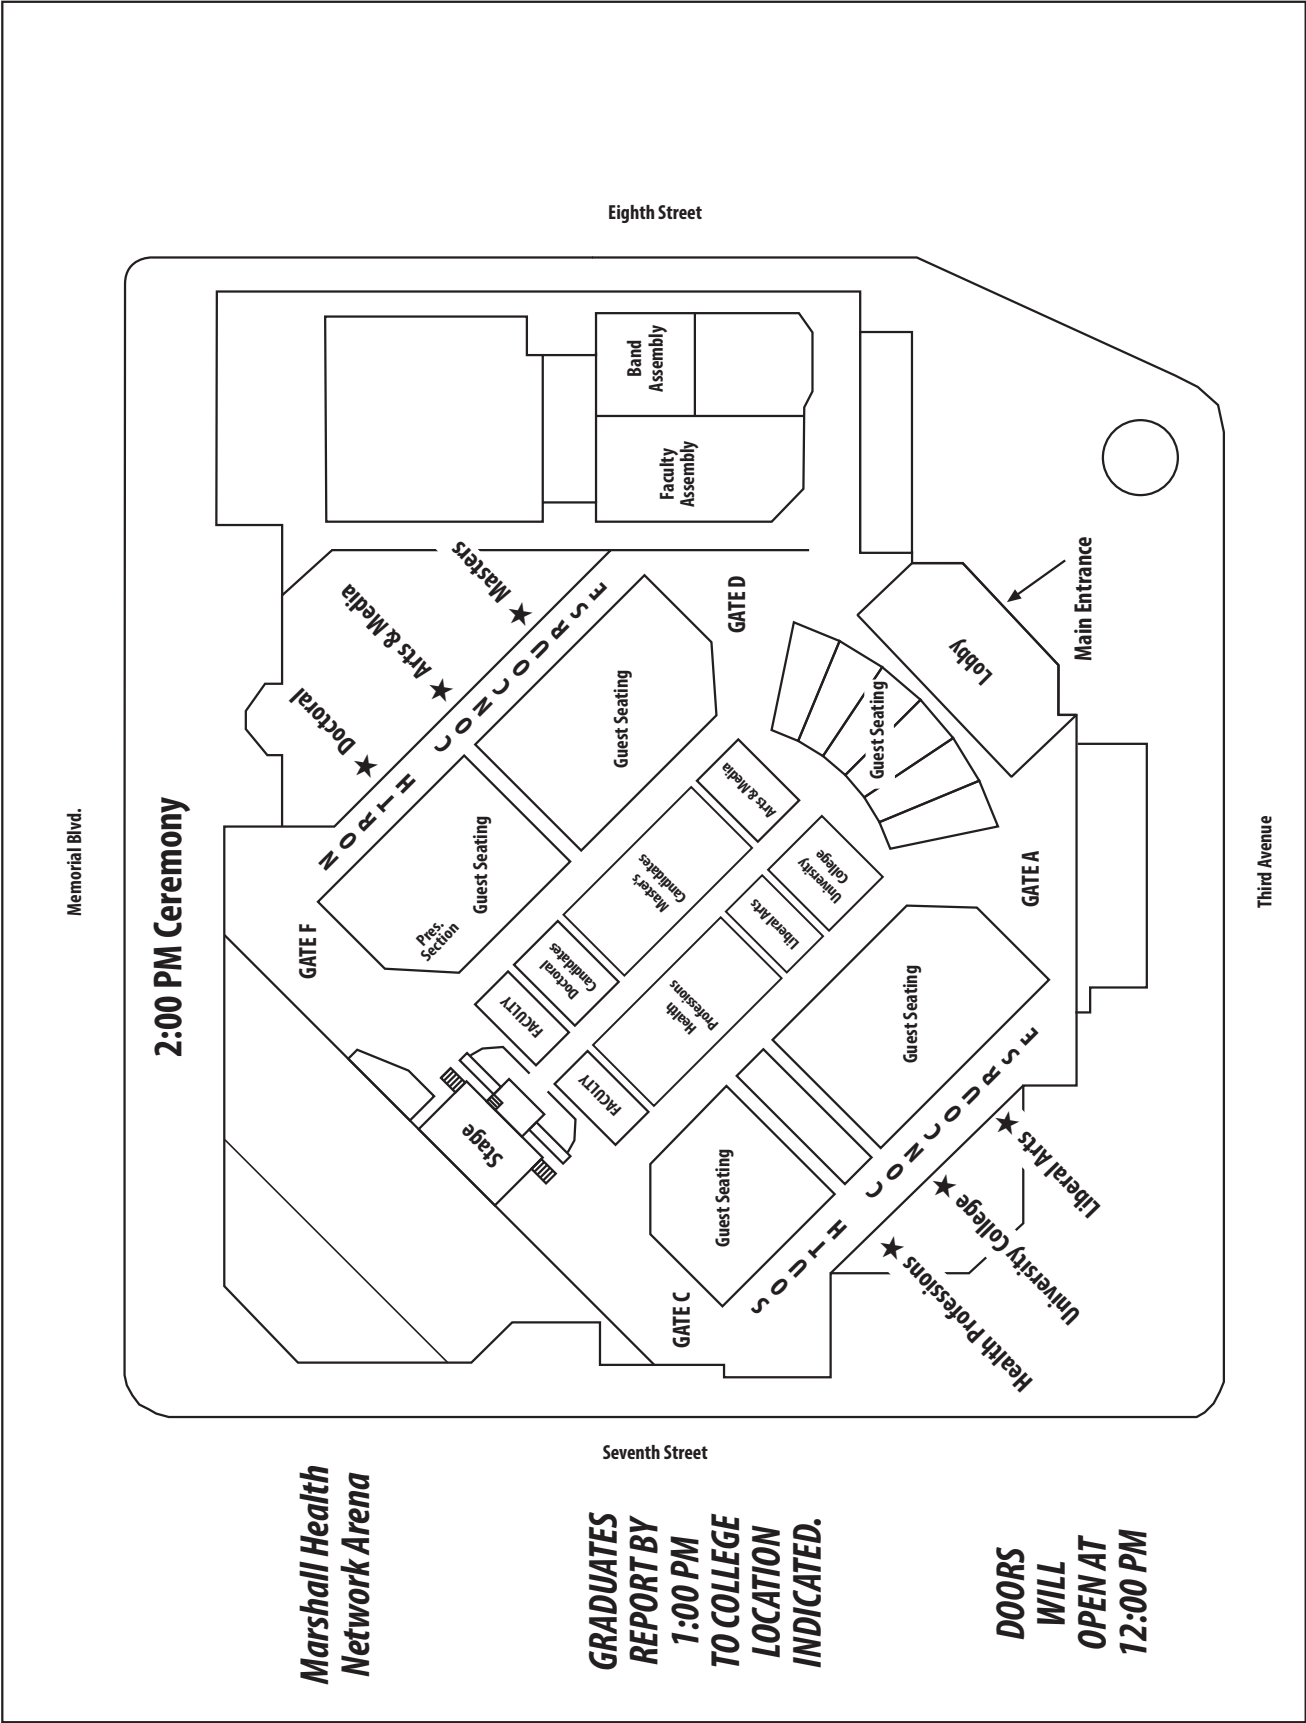 Memorial Blvd.
2:00 PM Ceremony
Marshall Health
Network Arena
GRADUATES
REPORT BY
1:00 PM
TO COLLEGE
LOCATION
INDICATED.
DOORS
WILL
OPEN AT
12:00 PM
Seventh Street
Eighth Street
Third Avenue
GATE F
NORTH CONCOURSE
Doctoral
Arts & Media
Masters
Band
Assembly
Faculty
Assembly
Pres.
Section
Guest Seating
Guest Seating
GATE D
Stage
FACULTY
Doctoral
Candidates
Master's
Candidates
Arts & Media
FACULTY
Health
Professions
Liberal Arts
University
College
Guest Seating
Lobby
Main Entrance
GATE C
Guest Seating
Guest Seating
GATE A
SOUTH CONCOURSE
Health Professions
University College
Liberal Arts